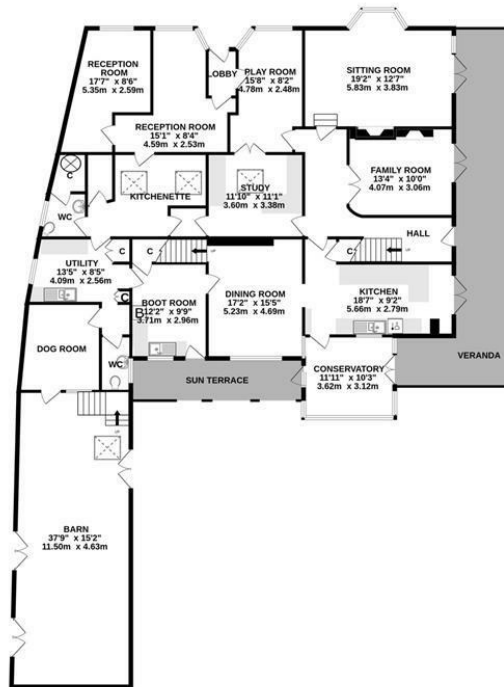 RECEPTION
ROOM
17'7" x 8'6"
5.35m x 2.59m
LOBBY
PLAY ROOM
15'8" x 8'2"
4.78m x 2.48m
SITTING ROOM
19'2" x 12'7"
5.83m x 3.83m
RECEPTION ROOM
15'1" x 8'4"
4.59m x 2.53m
FAMILY ROOM
13'4" x 10'0"
4.07m x 3.06m
C
KITCHENETTE
STUDY
11'10" x 11'1"
3.60m x 3.38m
WC
HALL
UTILITY
13'5" x 8'5"
4.09m x 2.56m
C
C
UP
C
UP
DINING ROOM
17'2" x 15'5"
5.23m x 4.69m
KITCHEN
18'7" x 9'2"
5.66m x 2.79m
BOOT ROOM
12'2" x 9'9"
3.71m x 2.96m
C
B
DOG ROOM
WC
SUN TERRACE
CONSERVATORY
11'11" x 10'3"
3.62m x 3.12m
VERANDA
UP
BARN
37'9" x 15'2"
11.50m x 4.63m